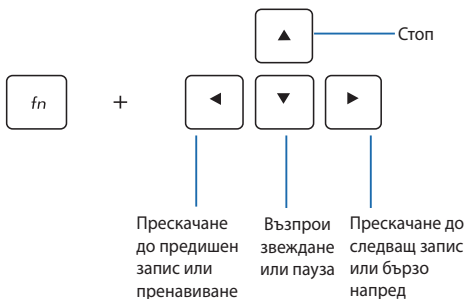 Стоп
fn
+
Прескачане
до предишен
запис или
пренавиване
Възпрои
звеждане
или пауза
Прескачане до
следващ запис
или бързо
напред